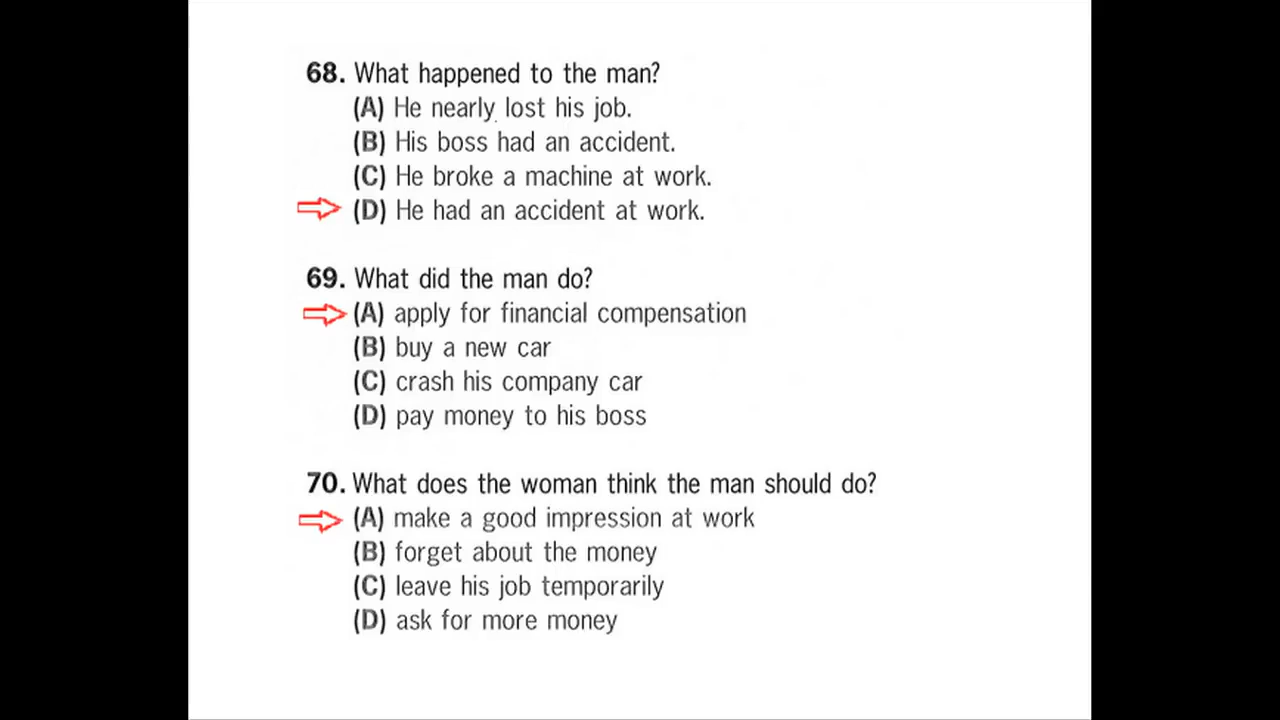 68. What happened to the man?
(A) He nearly lost his job.
(B) His boss had an accident.
(C) He broke a machine at work.
(D) He had an accident at work.
69. What did the man do?
(A) apply for financial compensation
(B) buy a new car
(C) crash his company car
(D) pay money to his boss
70. What does the woman think the man should do?
(A) make a good impression at work
(B) forget about the money
(C) leave his job temporarily
(D) ask for more money